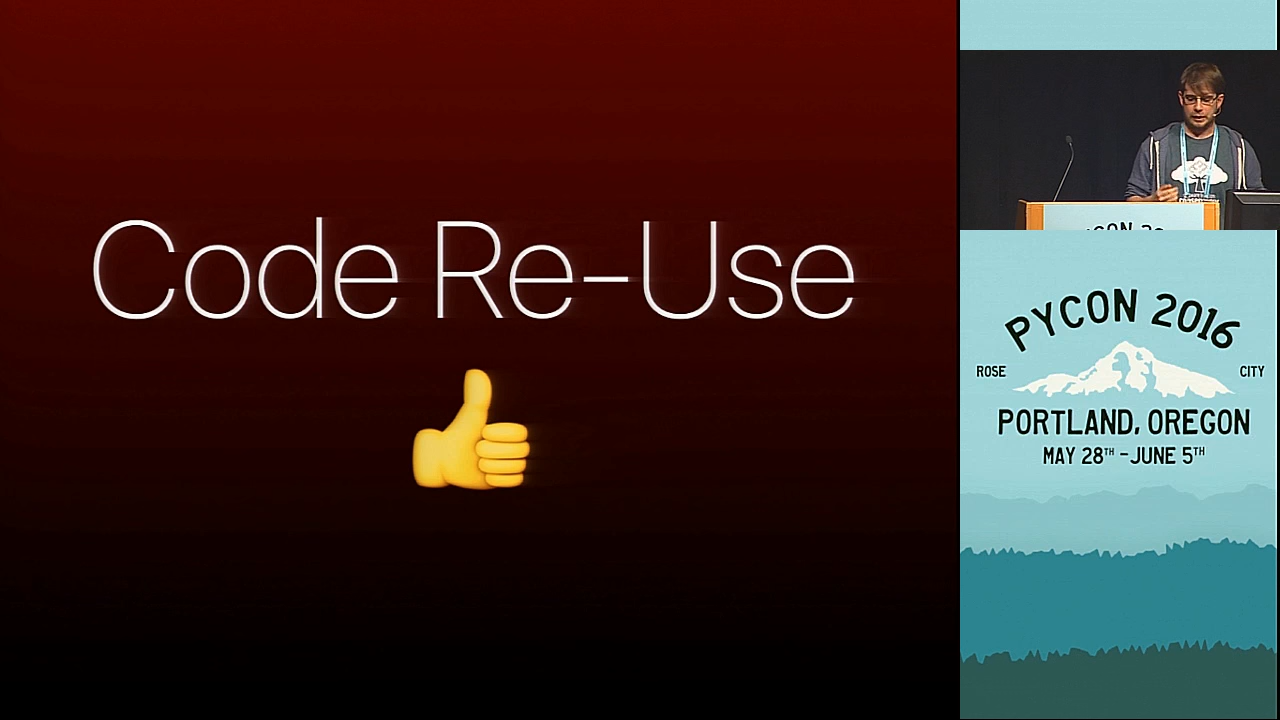 Code Re-Use
PYCON 2016
ROSE
CITY
PORTLAND, OREGON
MAY 28TH - JUNE 5TH